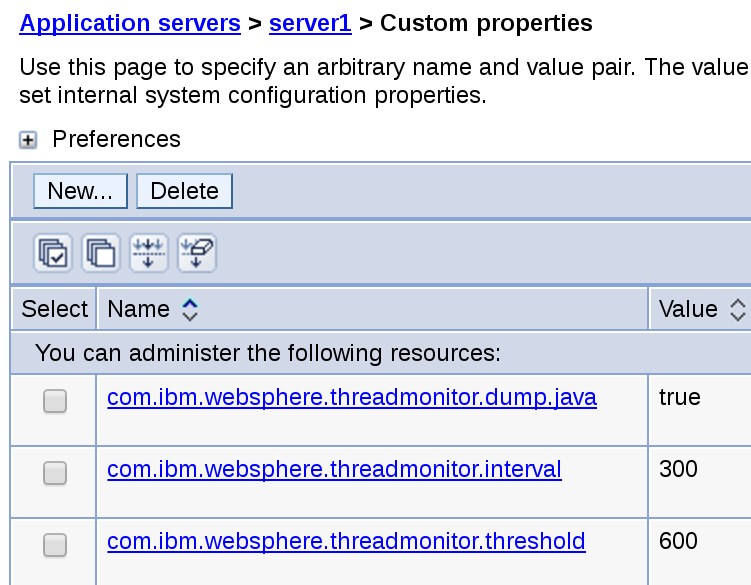 Application servers > server1 > Custom properties
Use this page to specify an arbitrary name and value pair. The value
set internal system configuration properties.
Preferences
New... Delete
Select Name Value
You can administer the following resources:
com.ibm.websphere.threadmonitor.dump.java true
com.ibm.websphere.threadmonitor.interval 300
com.ibm.websphere.threadmonitor.threshold 600